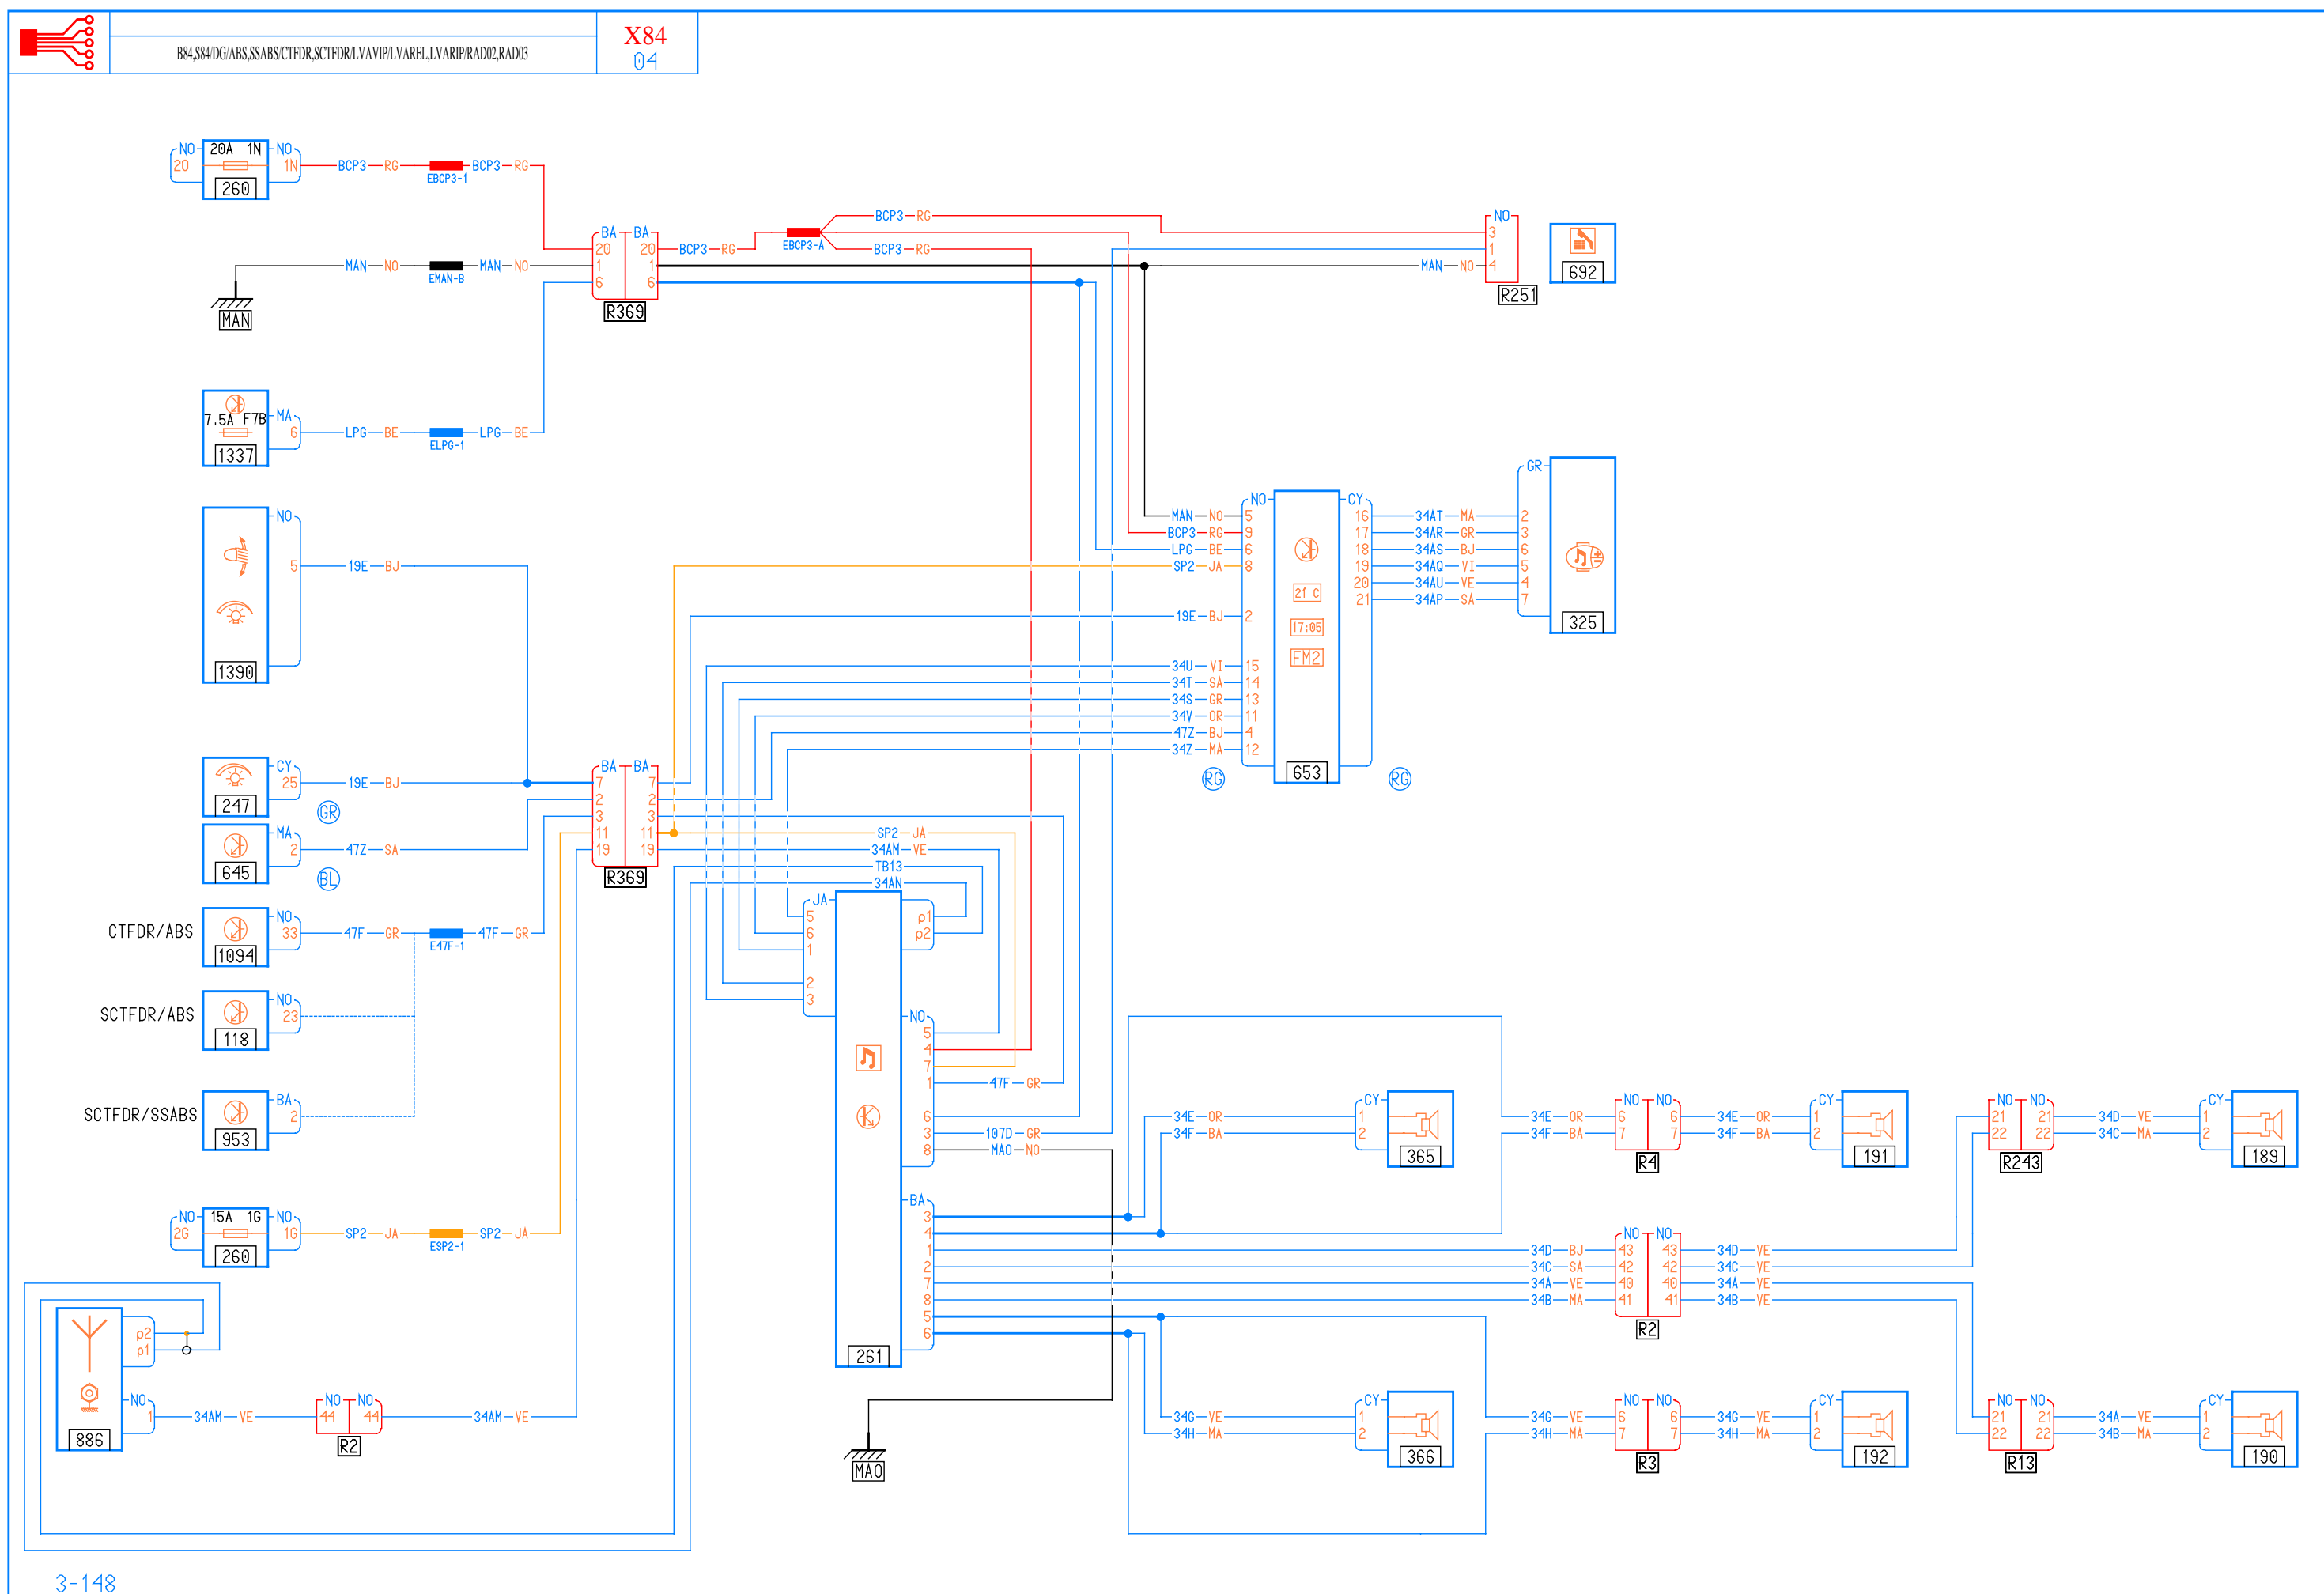 B84,S84/DG/ABS,SSABS/CTFDR,SCTFDR/LVAVIP/LVAREL,LVARIP/RAD02,RAD03
X84
04
NO 20A 1N NO
20 1N BCP3 RG BCP3 RG
EBCP3-1
260
BCP3 RG
NO
BA BA
20 20 BCP3 RG EBCP3-A BCP3 RG
3
1
MAN NO MAN NO 1 1 MAN NO 4
EMAN-B
6 6
692
R251
R369
MAN
7.5A F7B MA
6 LPG BE LPG BE
ELPG-1
1337
GR
NO CY
NO
MAN NO 5 16 34AT MA 2
BCP3 RG 9 17 34AR GR 3
LPG BE 6 18 34AS BJ 6
5 19E BJ SP2 JA 8 19 34AQ VI 5
20 34AU VE 4
21 C
21 34AP SA 7
19E BJ 2
17:05
325
FM2
34U VI 15
1390
34T SA 14
34S GR 13
34V OR 11
47Z BJ 4
34Z MA 12
CY BA BA
653
25 19E BJ 7 7
RG RG
247
2 2
GR
3 3
MA 11 11 SP2 JA
2 47Z SA 19 19 34AM VE
645
TB13
BL
R369
34AN
JA
NO
CTFDR/ABS
33 47F GR 47F GR
E47F-1
1094
5 p1
6 p2
1
2
3
NO
SCTFDR/ABS
23
118
NO
5
4
7
1 47F GR
6
3 107D GR
8 MAO NO
BA
SCTFDR/SSABS
2
953
CY NO NO CY NO NO CY
34E OR 1 34E OR 6 6 34E OR 1 21 21 34D VE 1
34F BA 2 34F BA 7 7 34F BA 2 22 22 34C MA 2
365
R4
191
R243
189
NO 15A 1G NO
2G 1G SP2 JA SP2 JA
ESP2-1
260
BA
3
4
NO NO
1 34D BJ 43 43 34D VE
2 34C SA 42 42 34C VE
7 34A VE 40 40 34A VE
8 34B MA 41 41 34B VE
5
6
R2
261
p2
p1
NO NO NO
1 34AM VE 44 44 34AM VE
886
R2
CY NO NO CY NO NO CY
34G VE 1 34G VE 6 6 34G VE 1 21 21 34A VE 1
34H MA 2 34H MA 7 7 34H MA 2 22 22 34B MA 2
366
R3
192
R13
190
MAO
3-148